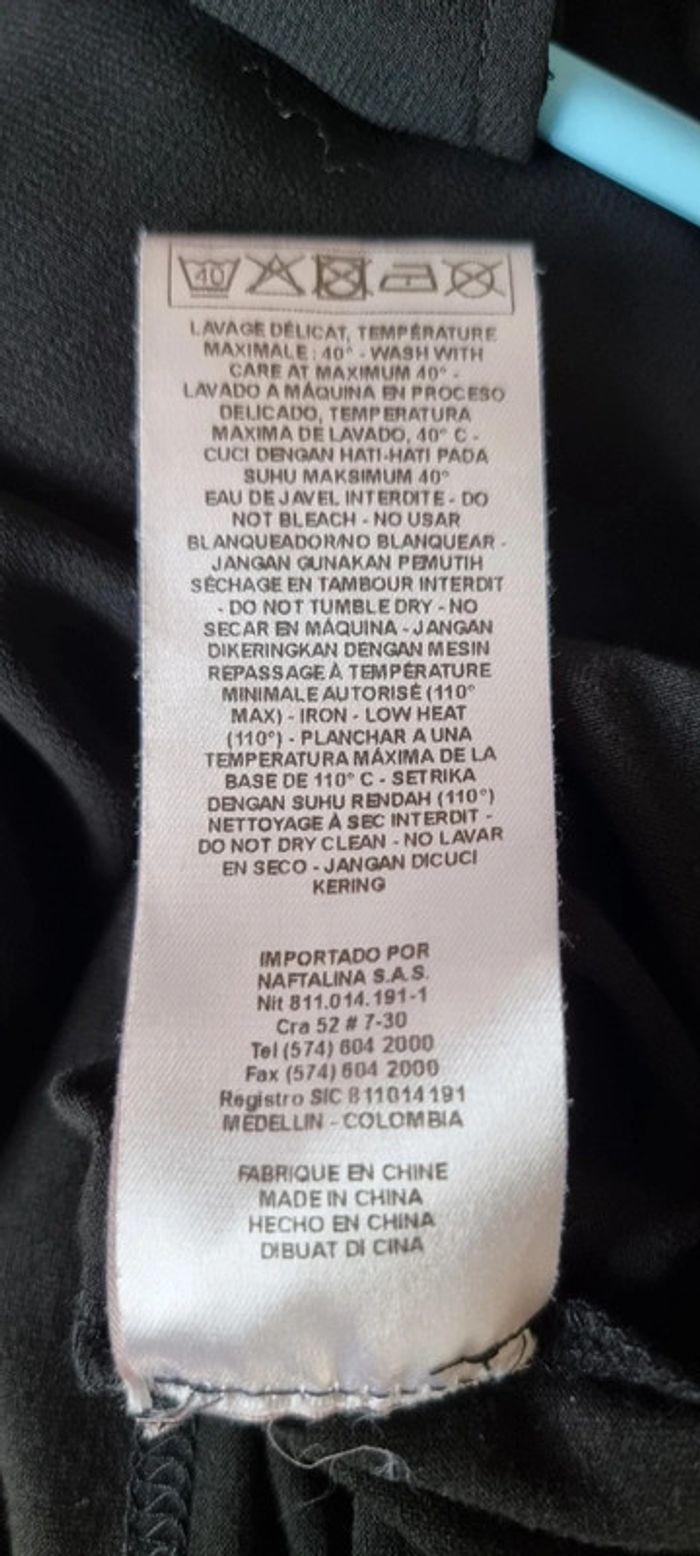 40
LAVAGE DÉLICAT, TEMPÉRATURE
MAXIMALE : 40° - WASH WITH
CARE AT MAXIMUM 40° -
LAVADO A MÁQUINA EN PROCESO
DELICADO, TEMPERATURA
MAXIMA DE LAVADO, 40° C -
CUCI DENGAN HATI-HATI PADA
SUHU MAKSIMUM 40°
EAU DE JAVEL INTERDITE - DO
NOT BLEACH - NO USAR
BLANQUEADOR/NO BLANQUEAR -
JANGAN GUNAKAN PEMUTIH
SÉCHAGE EN TAMBOUR INTERDIT
- DO NOT TUMBLE DRY - NO
SECAR EN MÁQUINA - JANGAN
DIKERINGKAN DENGAN MESIN
REPASSAGE À TEMPÉRATURE
MINIMALE AUTORISÉ (110°
MAX) - IRON - LOW HEAT
(110°) - PLANCHAR A UNA
TEMPERATURA MÁXIMA DE LA
BASE DE 110° C - SETRIKA
DENGAN SUHU RENDAH (110°)
NETTOYAGE À SEC INTERDIT -
DO NOT DRY CLEAN - NO LAVAR
EN SECO - JANGAN DICUCI
KERING
IMPORTADO POR
NAFTALINA S.A.S.
Nit 811.014.191-1
Cra 52 # 7-30
Tel (574) 604 2000
Fax (574) 604 2000
Registro SIC 811014191
MEDELLIN - COLOMBIA
FABRIQUE EN CHINE
MADE IN CHINA
HECHO EN CHINA
DIBUAT DI CINA